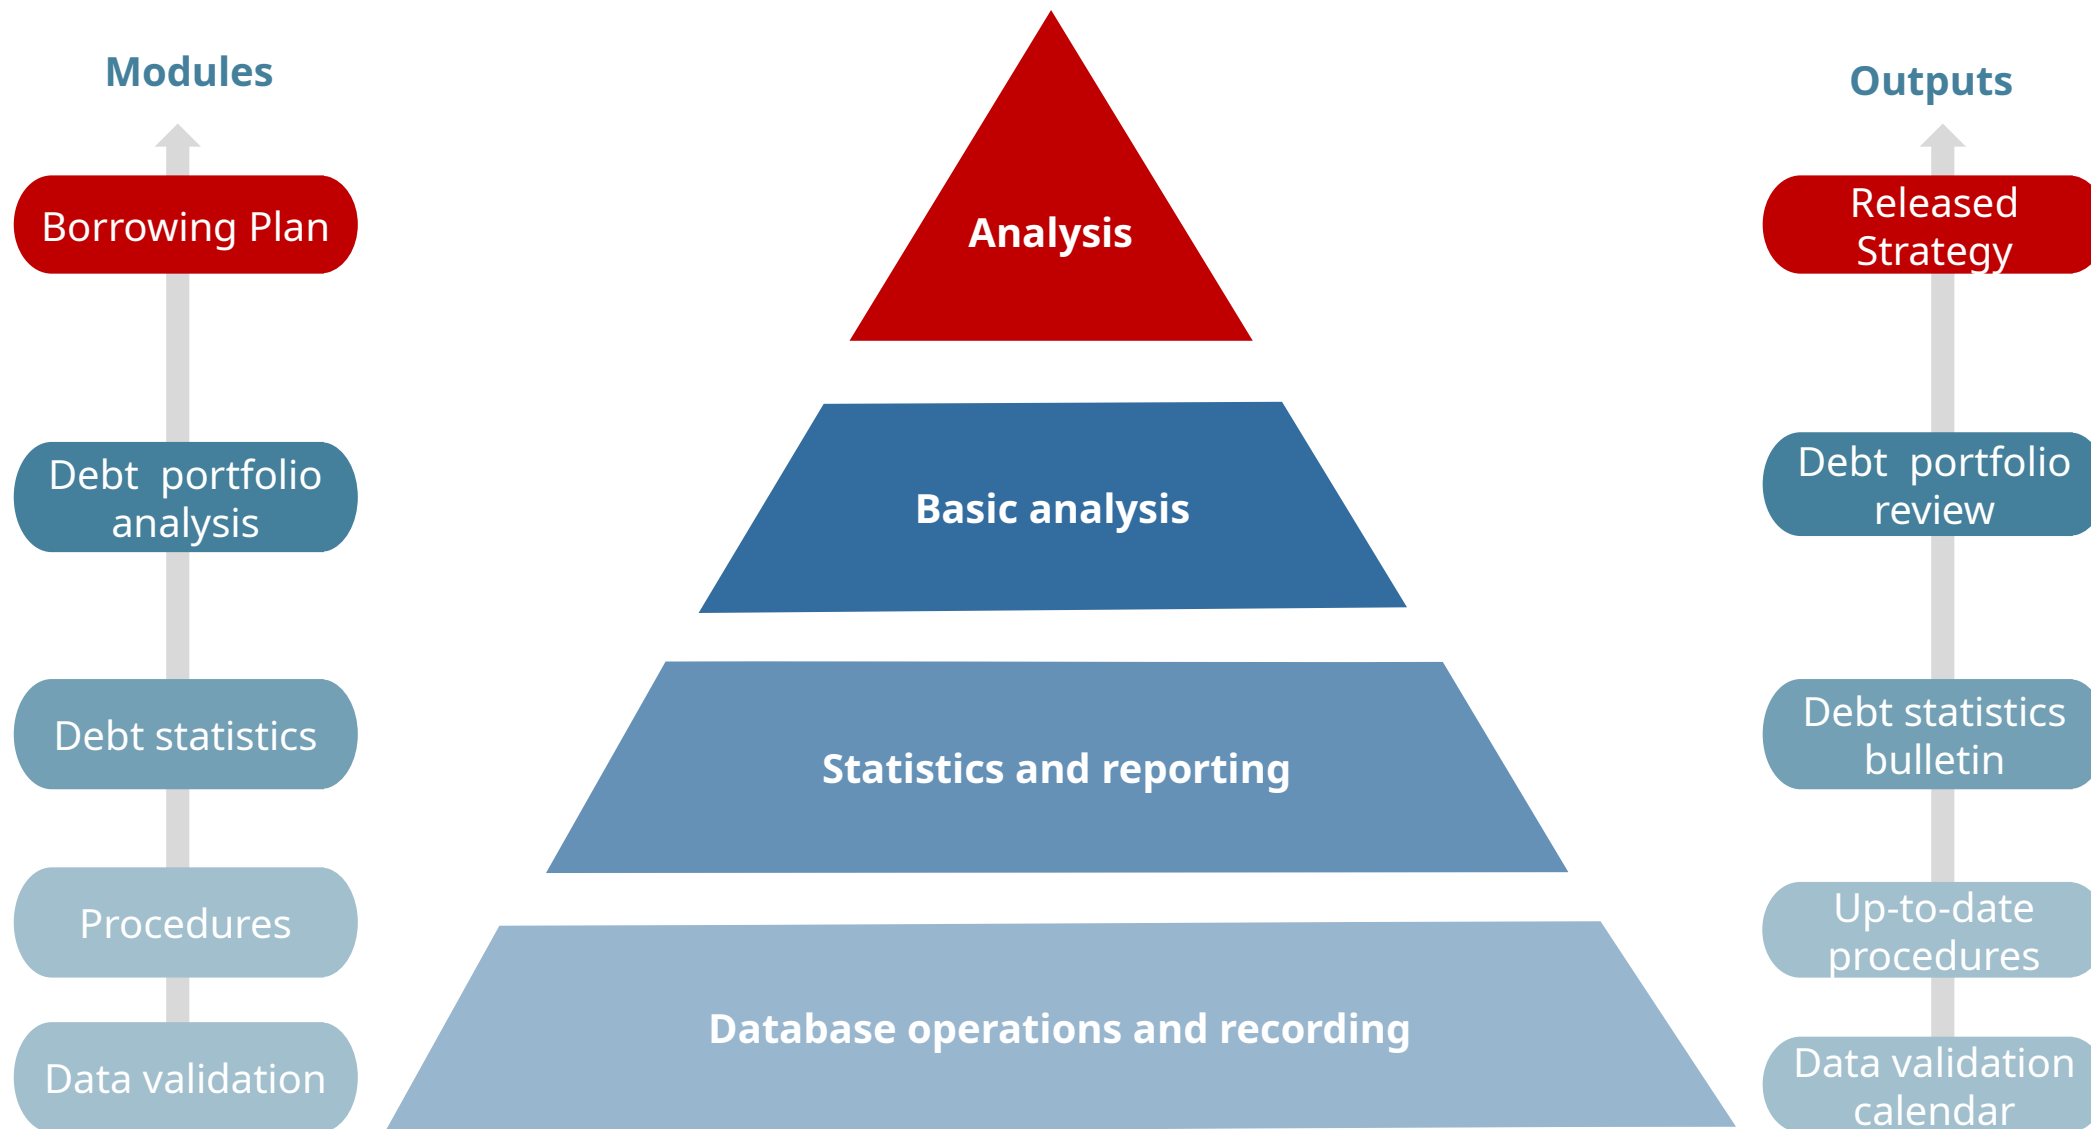 Modules
Borrowing Plan
Debt  portfolio
analysis
Debt statistics
Procedures
Data validation
Analysis
Basic analysis
Statistics and reporting
Database operations and recording
Outputs
Released
Strategy
Debt  portfolio
review
Debt statistics
bulletin
Up-to-date
procedures
Data validation
calendar